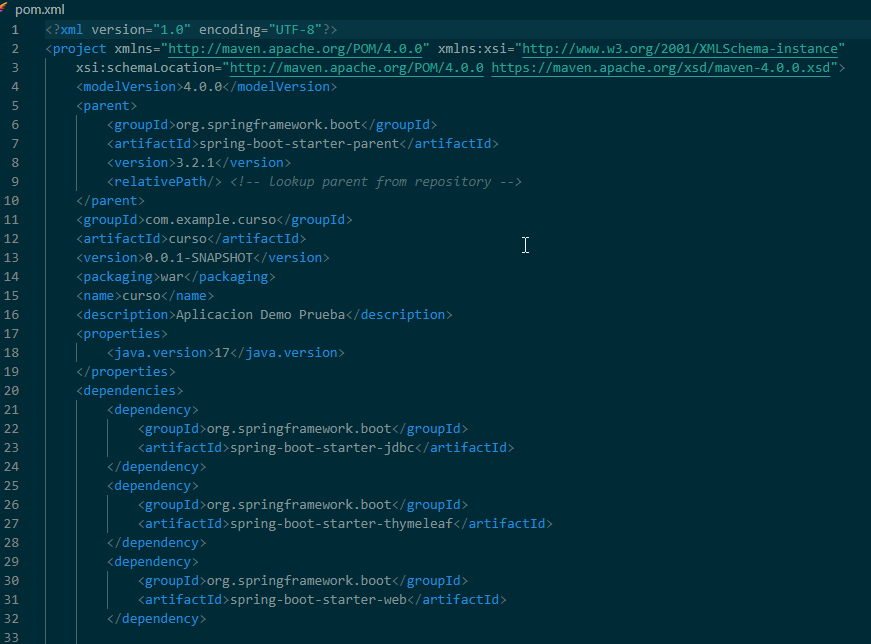 pom.xml
1 <?xml version="1.0" encoding="UTF-8"?>
2 <project xmlns="http://maven.apache.org/POM/4.0.0" xmlns:xsi="http://www.w3.org/2001/XMLSchema-instance"
3 xsi:schemaLocation="http://maven.apache.org/POM/4.0.0 https://maven.apache.org/xsd/maven-4.0.0.xsd">
4 <modelVersion>4.0.0</modelVersion>
5 <parent>
6 <groupId>org.springframework.boot</groupId>
7 <artifactId>spring-boot-starter-parent</artifactId>
8 <version>3.2.1</version>
9 <relativePath/> <!-- lookup parent from repository -->
10 </parent>
11 <groupId>com.example.curso</groupId>
12 <artifactId>curso</artifactId>
13 <version>0.0.1-SNAPSHOT</version>
14 <packaging>war</packaging>
15 <name>curso</name>
16 <description>Aplicacion Demo Prueba</description>
17 <properties>
18 <java.version>17</java.version>
19 </properties>
20 <dependencies>
21 <dependency>
22 <groupId>org.springframework.boot</groupId>
23 <artifactId>spring-boot-starter-jdbc</artifactId>
24 </dependency>
25 <dependency>
26 <groupId>org.springframework.boot</groupId>
27 <artifactId>spring-boot-starter-thymeleaf</artifactId>
28 </dependency>
29 <dependency>
30 <groupId>org.springframework.boot</groupId>
31 <artifactId>spring-boot-starter-web</artifactId>
32 </dependency>
33